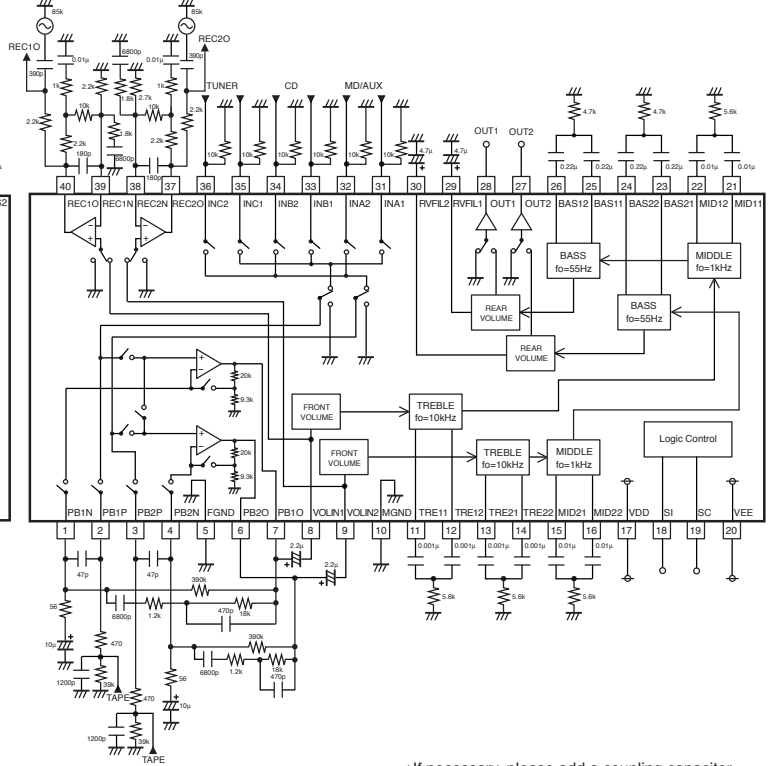 85k
85k
REC1O
REC2O
390p
0.01µ
6800p
0.01µ
390p
1k
2.2k
1.8k
2.7k
1k
10k
10k
2.2k
2.2k
1.8k
2.2k
2.2k
180p
6800p
180p
TUNER
CD
MD/AUX
10k
10k
10k
10k
10k
10k
4.7µ
4.7µ
OUT1
OUT2
4.7k
4.7k
5.6k
0.22µ
0.22µ
0.22µ
0.22µ
0.01µ
0.01µ
40
39
38
37
36
35
34
33
32
31
30
29
28
27
26
25
24
23
22
21
REC1O
REC1N
REC2N
REC2O
INC2
INC1
INB2
INB1
INA2
INA1
RVFIL2
RVFIL1
OUT1
OUT2
BAS12
BAS11
BAS22
BAS21
MID12
MID11
BASS
fo=55Hz
MIDDLE
fo=1kHz
REAR
VOLUME
BASS
fo=55Hz
REAR
VOLUME
+
−
20k
9.3k
+
−
20k
9.3k
FRONT
VOLUME
TREBLE
fo=10kHz
FRONT
VOLUME
TREBLE
fo=10kHz
MIDDLE
fo=1kHz
Logic Control
PB1N
PB1P
PB2P
PB2N
FGND
PB2O
PB1O
VOLIN1
VOLIN2
MGND
TRE11
TRE12
TRE21
TRE22
MID21
MID22
VDD
SI
SC
VEE
1
2
3
4
5
6
7
8
9
10
11
12
13
14
15
16
17
18
19
20
47p
47p
2.2µ
+
2.2µ
+
0.001µ
0.001µ
0.001µ
0.001µ
0.01µ
0.01µ
5.6k
5.6k
5.6k
390k
56
6800p
1.2k
470p
18k
10µ
+
470
390k
6800p
1.2k
18k
470p
1200p
39k
TAPE
470
56
+
10µ
1200p
39k
TAPE